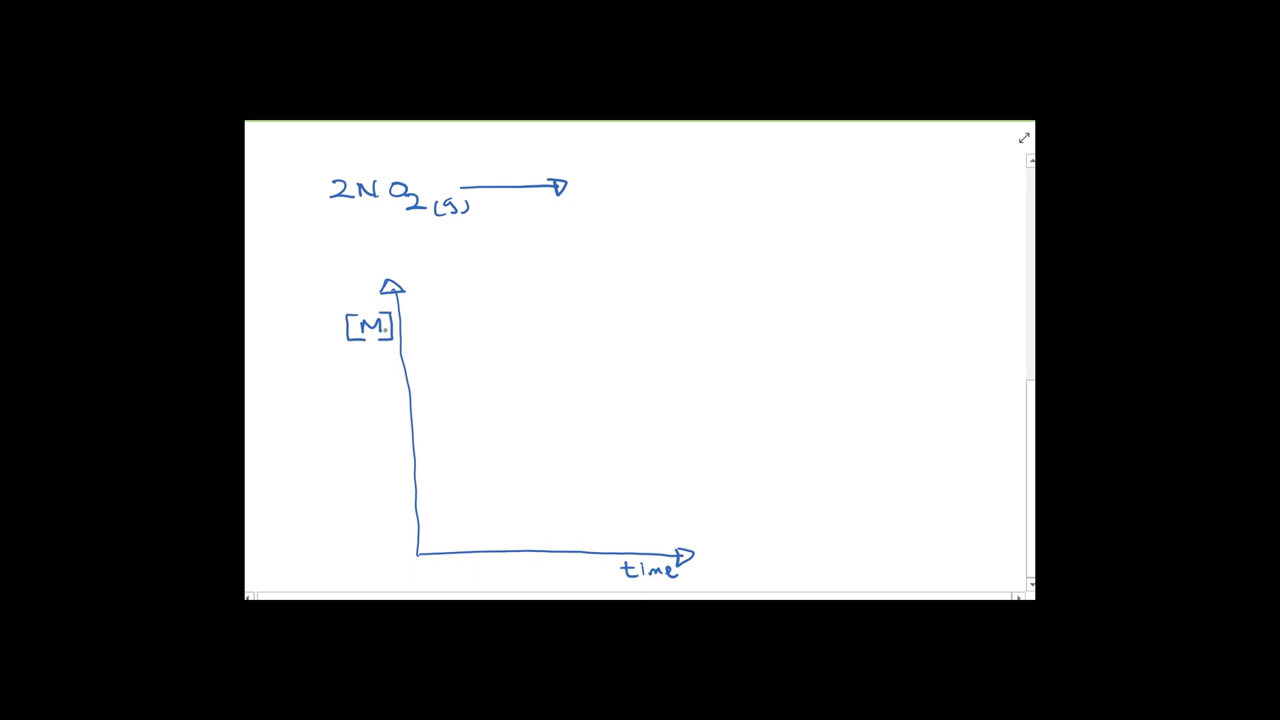 2NO2(g) →
[M]
time